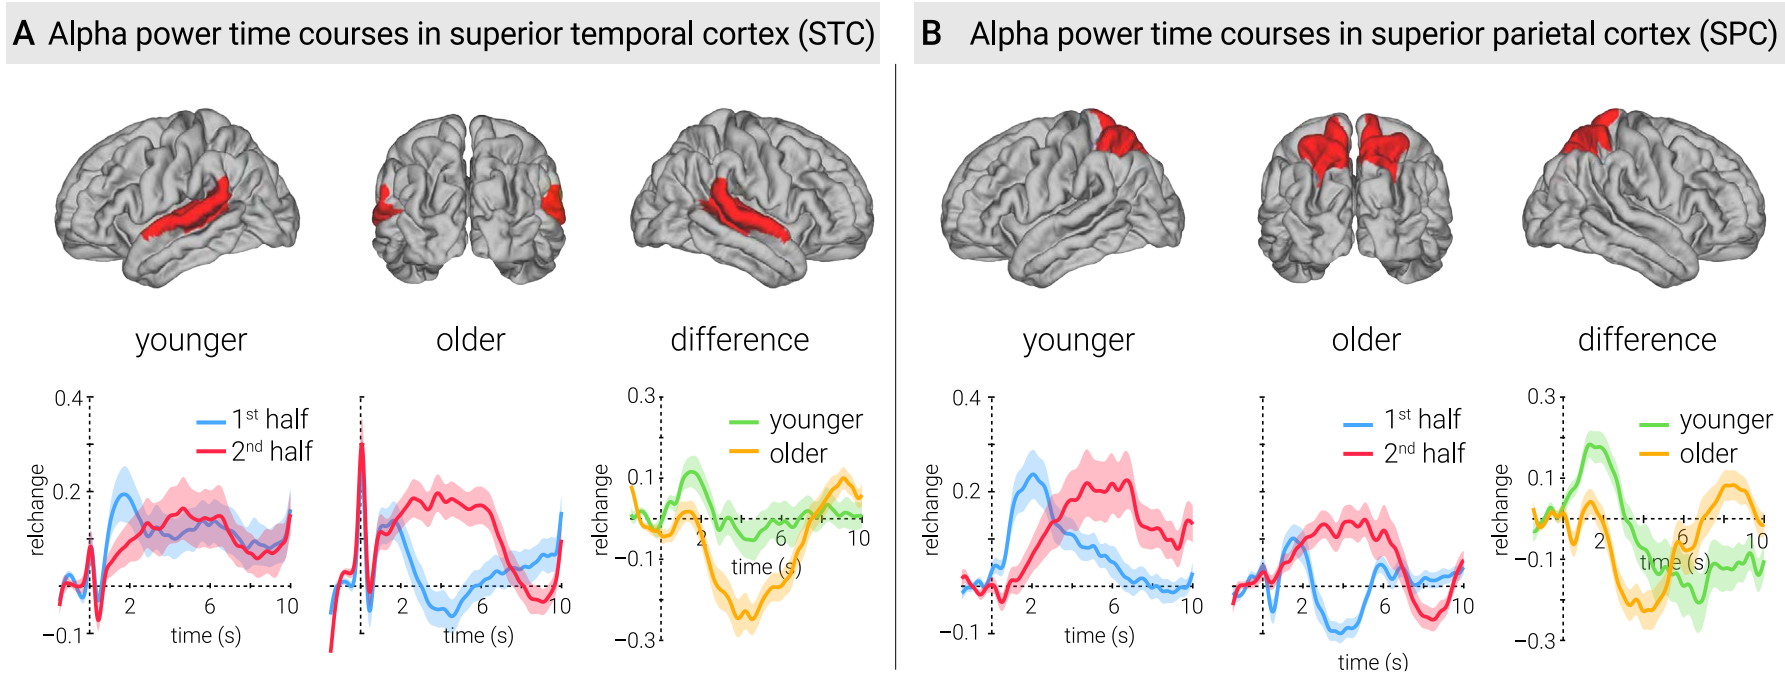 A Alpha power time courses in superior temporal cortex (STC)
younger
older
difference
relchange
0.4
0.2
−0.1
2
6
10
time (s)
1st half
2nd half
2
6
10
time (s)
relchange
0.3
0.1
−0.1
−0.3
2
6
10
time (s)
younger
older
B Alpha power time courses in superior parietal cortex (SPC)
younger
older
difference
relchange
0.4
0.2
−0.1
2
6
10
time (s)
1st half
2nd half
2
6
10
time (s)
relchange
0.3
0.1
−0.1
−0.3
2
6
10
time (s)
younger
older